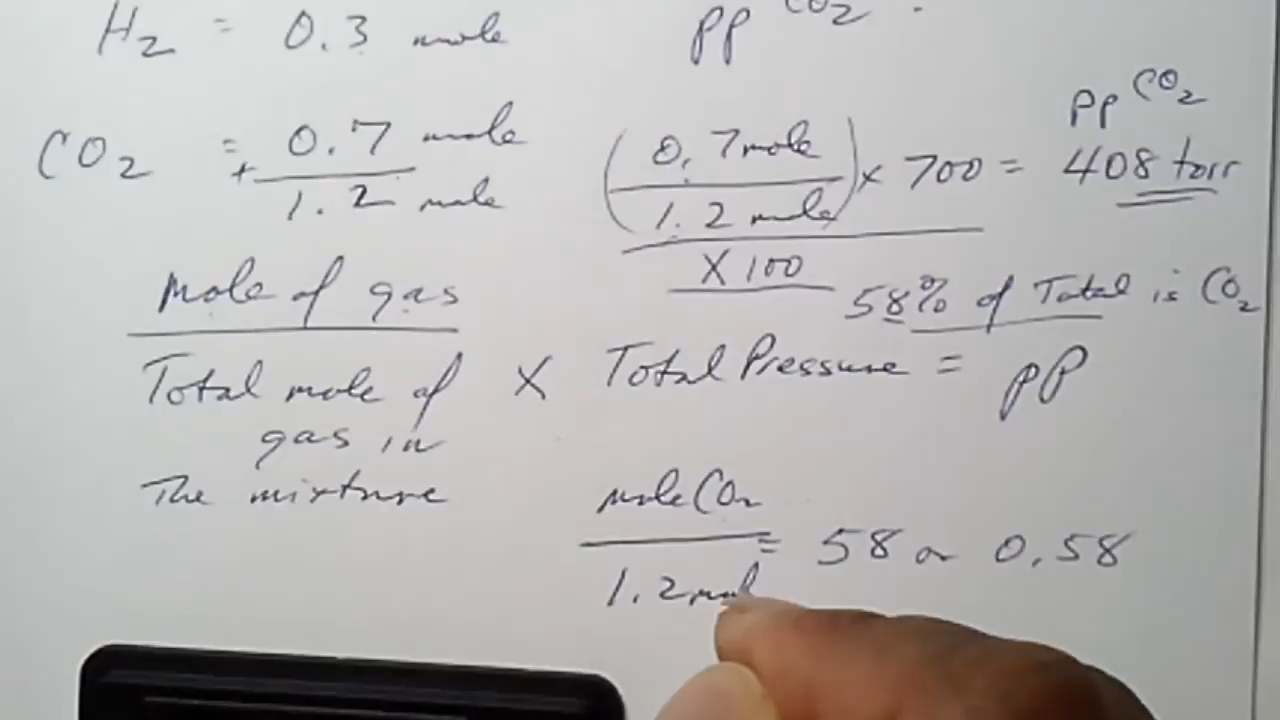 H2 = 0.3 mole
pp CO2
CO2 = + 0.7 mole
1.2 mole
(0.7mole / 1.2 mole) x 700 = 408 torr
pp CO2
X 100
58% of Total is CO2
mole of gas
Total mole of
gas in
The mixture
X Total Pressure = pP
mole CO2
1.2 mol
= 58 or 0.58